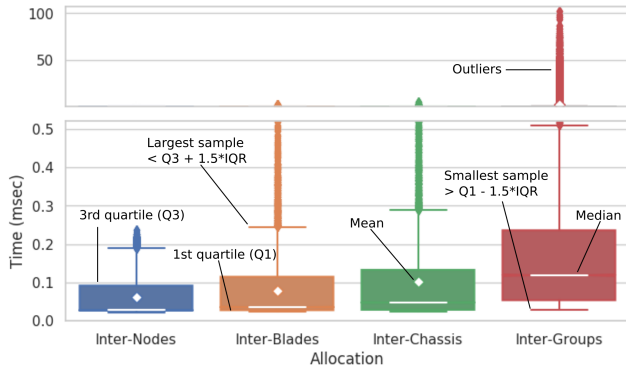 100
50
Outliers
0.5
Largest sample
< Q3 + 1.5*IQR
0.4
Smallest sample
> Q1 - 1.5*IQR
0.3
3rd quartile (Q3)
Mean
Median
0.2
1st quartile (Q1)
0.1
0.0
Time (msec)
Inter-Nodes
Inter-Blades
Inter-Chassis
Inter-Groups
Allocation